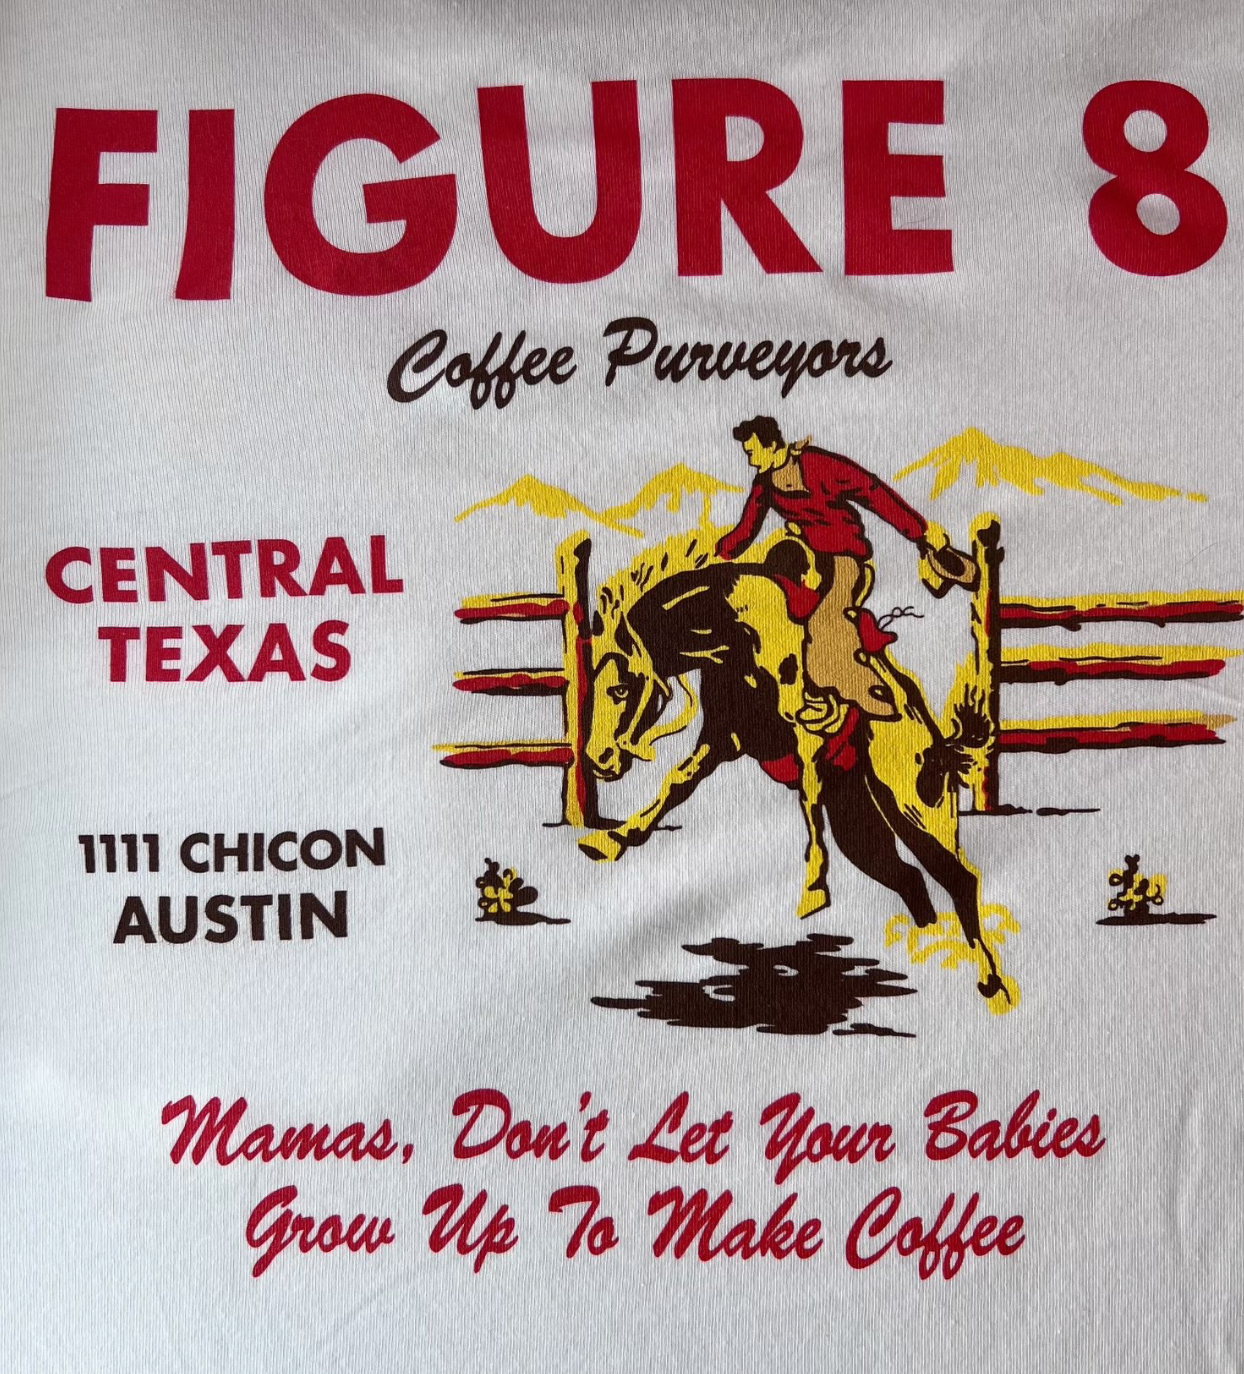 FIGURE 8
Coffee Purveyors
CENTRAL
TEXAS
1111 CHICON
AUSTIN
Mamas, Don't Let Your Babies
Grow Up To Make Coffee